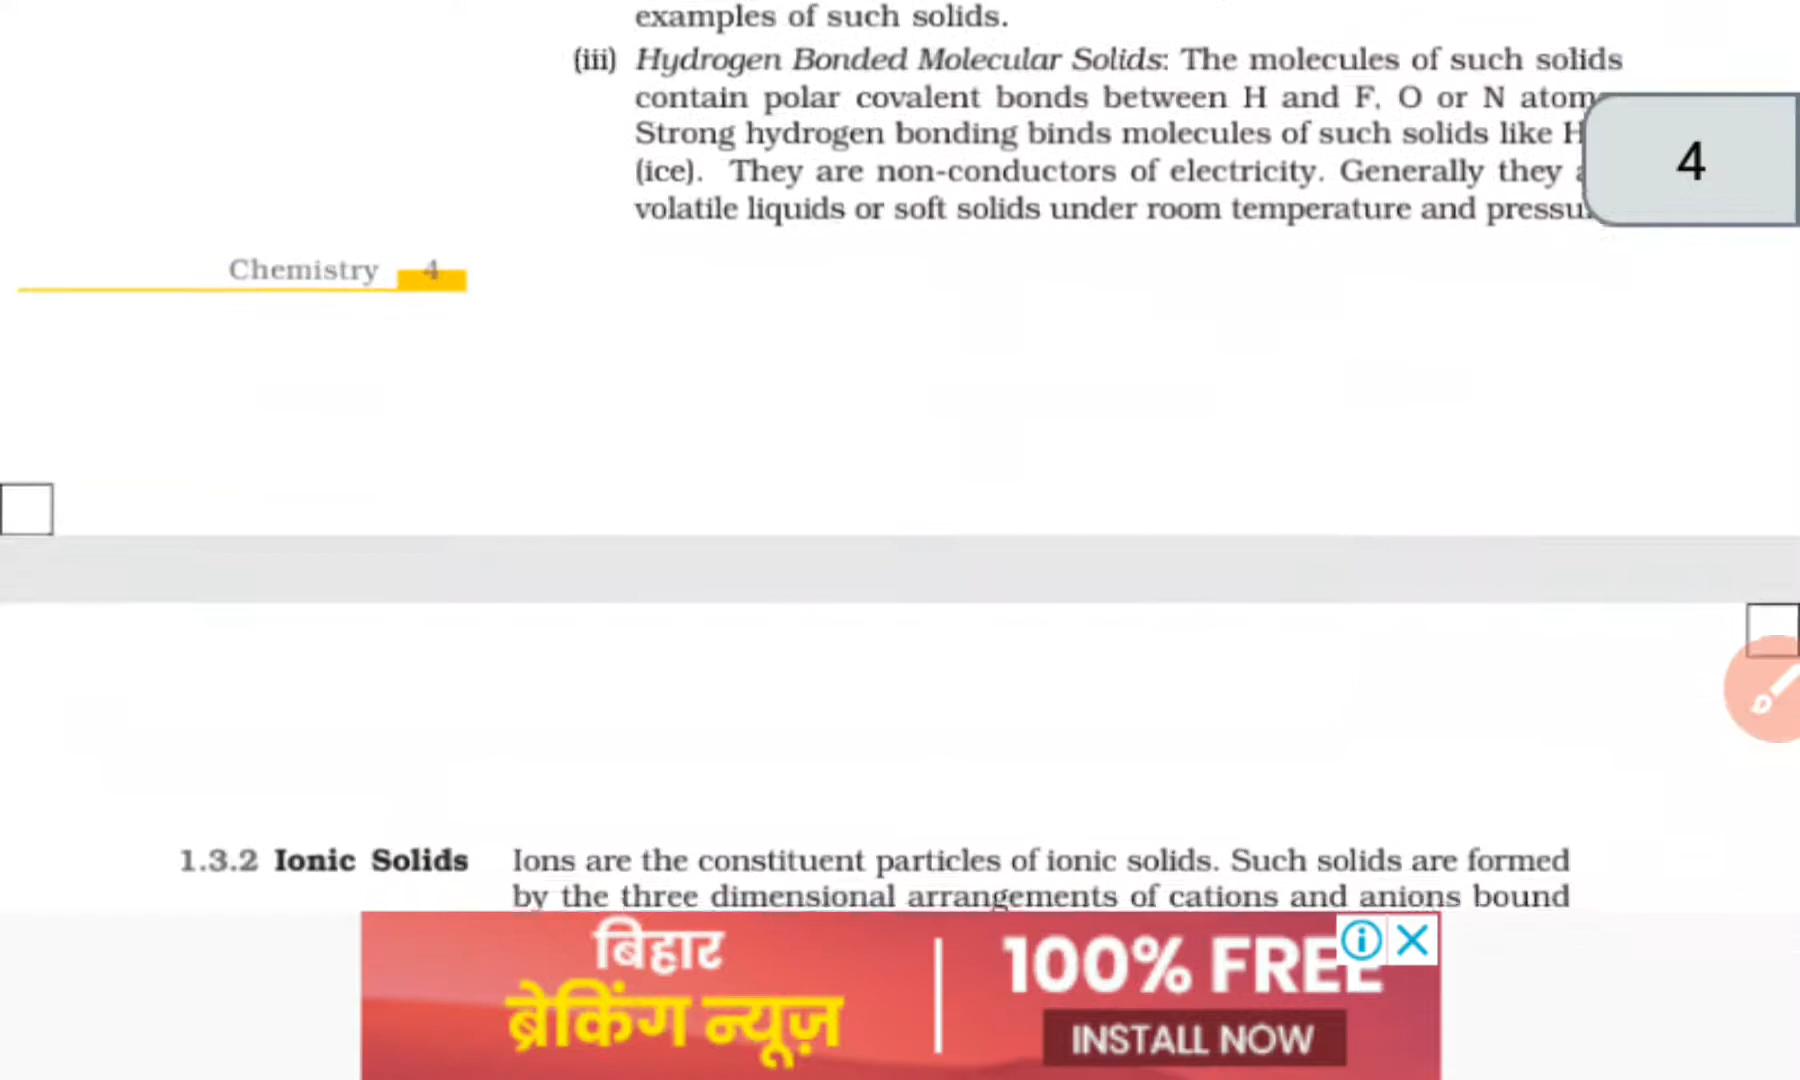 examples of such solids.
(iii) Hydrogen Bonded Molecular Solids: The molecules of such solids
contain polar covalent bonds between H and F, O or N atom
Strong hydrogen bonding binds molecules of such solids like H
(ice). They are non-conductors of electricity. Generally they
volatile liquids or soft solids under room temperature and pressu
4
Chemistry 4
1.3.2 Ionic Solids Ions are the constituent particles of ionic solids. Such solids are formed
by the three dimensional arrangements of cations and anions bound
बिहार
ब्रेकिंग न्यूज़
100% FREE
INSTALL NOW